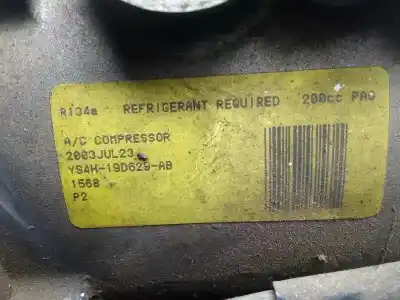 R134a REFRIGERANT REQUIRED 200cc PAG
A/C COMPRESSOR
2003JUL23
YS4H-19D629-AB
1568
P2